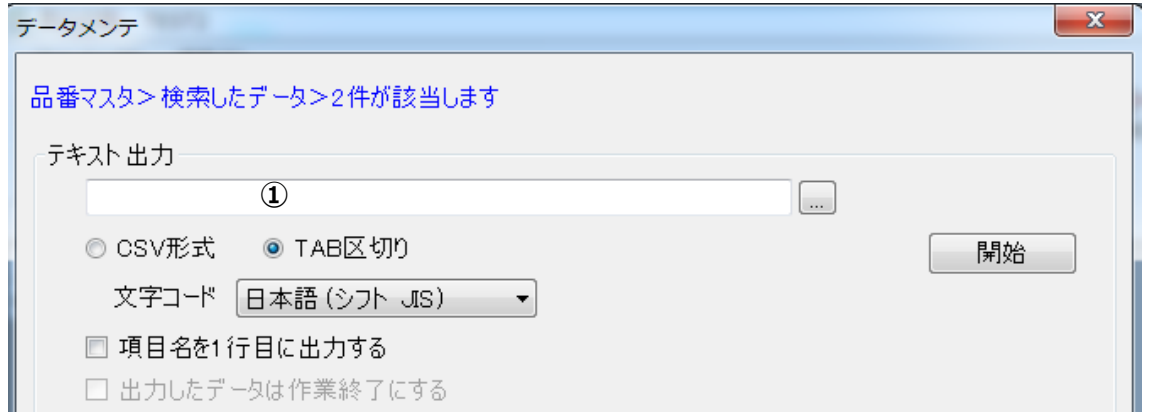 データメンテ
品番マスタ>検索したデータ>2件が該当します
テキスト出力
①
...
CSV形式 TAB区切り
開始
文字コード 日本語(シフト JIS)
項目名を1行目に出力する
出力したデータは作業終了にする